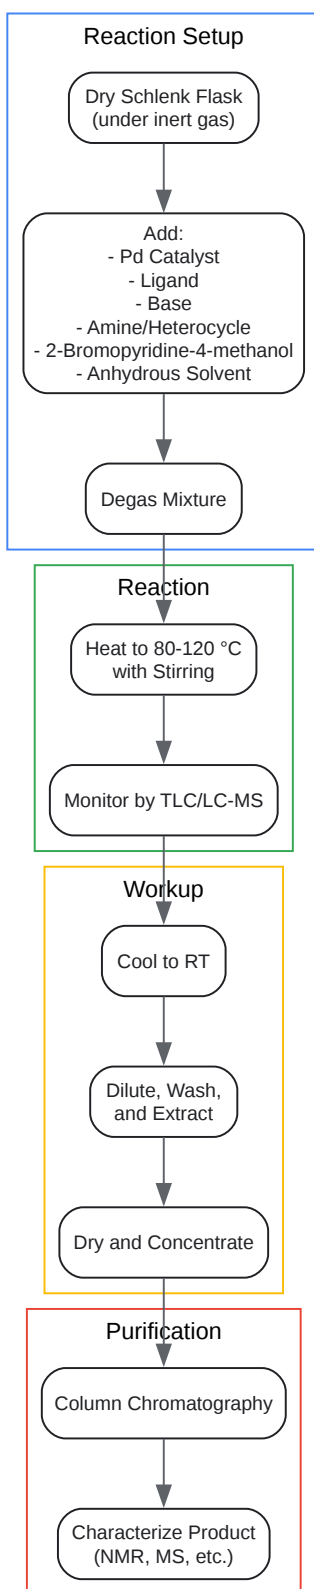 Reaction Setup
Dry Schlenk Flask
(under inert gas)
Add:
- Pd Catalyst
- Ligand
- Base
- Amine/Heterocycle
- 2-Bromopyridine-4-methanol
- Anhydrous Solvent
Degas Mixture
Reaction
Heat to 80-120 °C
with Stirring
Monitor by TLC/LC-MS
Workup
Cool to RT
Dilute, Wash,
and Extract
Dry and Concentrate
Purification
Column Chromatography
Characterize Product
(NMR, MS, etc.)